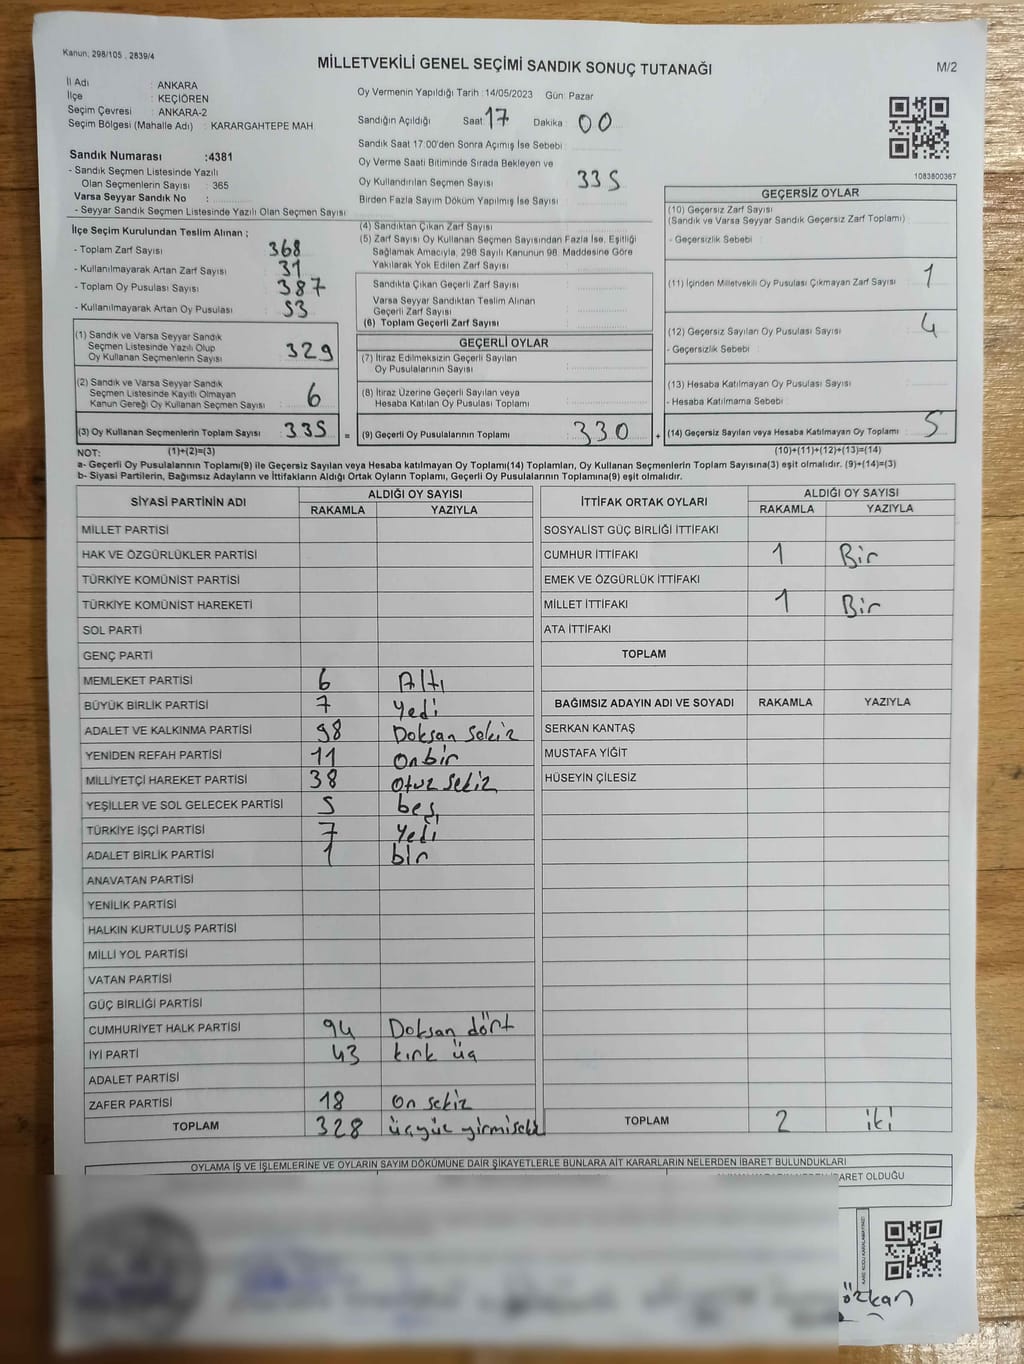 Kanun; 298/105 , 2839/4
MİLLETVEKİLİ GENEL SEÇİMİ SANDIK SONUÇ TUTANAĞI
M/2
İl Adı : ANKARA
İlçe : KEÇİÖREN
Seçim Çevresi : ANKARA-2
Seçim Bölgesi (Mahalle Adı) : KARARGAHTEPE MAH.
Sandık Numarası :4381
- Sandık Seçmen Listesinde Yazılı
Olan Seçmenlerin Sayısı : 365
Varsa Seyyar Sandık No :
- Seyyar Sandık Seçmen Listesinde Yazılı Olan Seçmen Sayısı
Oy Vermenin Yapıldığı Tarih :14/05/2023 Gün: Pazar
Sandığın Açıldığı Saat: 17 Dakika : 00
Sandık Saat 17:00'den Sonra Açımış İse Sebebi
Oy Verme Saati Bitiminde Sırada Bekleyen ve
Oy Kullandırılan Seçmen Sayısı 335
Birden Fazla Sayım Döküm Yapılmış İse Sayısı :
1083800367
İlçe Seçim Kurulundan Teslim Alınan ;
- Toplam Zarf Sayısı 368
- Kullanılmayarak Artan Zarf Sayısı 31
- Toplam Oy Pusulası Sayısı 387
- Kullanılmayarak Artan Oy Pusulası 53
(1) Sandık ve Varsa Seyyar Sandık
Seçmen Listesinde Yazılı Olup
Oy Kullanan Seçmenlerin Sayısı 329
(2) Sandık ve Varsa Seyyar Sandık
Seçmen Listesinde Kayıtlı Olmayan
Kanun Gereği Oy Kullanan Seçmen Sayısı 6
(3) Oy Kullanan Seçmenlerin Toplam Sayısı : 335 =
(4) Sandıktan Çıkan Zarf Sayısı
(5) Zarf Sayısı Oy Kullanan Seçmen Sayısından Fazla İse, Eşitliği
Sağlamak Amacıyla, 298 Sayılı Kanunun 98. Maddesine Göre
Yakılarak Yok Edilen Zarf Sayısı
Sandıkta Çıkan Geçerli Zarf Sayısı
Varsa Seyyar Sandıktan Teslim Alınan
Geçerli Zarf Sayısı
(6) Toplam Geçerli Zarf Sayısı
GEÇERLİ OYLAR
(7) İtiraz Edilmeksizin Geçerli Sayılan
Oy Pusulalarının Sayısı
(8) İtiraz Üzerine Geçerli Sayılan veya
Hesaba Katılan Oy Pusulası Toplamı
(9) Geçerli Oy Pusulalarının Toplamı 330 +
GEÇERSİZ OYLAR
(10) Geçersiz Zarf Sayısı
(Sandık ve Varsa Seyyar Sandık Geçersiz Zarf Toplamı)
- Geçersizlik Sebebi :
(11) İçinden Milletvekili Oy Pusulası Çıkmayan Zarf Sayısı 1
(12) Geçersiz Sayılan Oy Pusulası Sayısı 4
- Geçersizlik Sebebi :
(13) Hesaba Katılmayan Oy Pusulası Sayısı
- Hesaba Katılmama Sebebi :
(14) Geçersiz Sayılan veya Hesaba Katılmayan Oy Toplamı 5
NOT: (1)+(2)=(3) (10)+(11)+(12)+(13)=(14)
a- Geçerli Oy Pusulalarının Toplamı(9) ile Geçersiz Sayılan veya Hesaba katılmayan Oy Toplamı(14) Toplamları, Oy Kullanan Seçmenlerin Toplam Sayısına(3) eşit olmalıdır. (9)+(14)=(3)
b- Siyasi Partilerin, Bağımsız Adayların ve İttifakların Aldığı Ortak Oyların Toplamı, Geçerli Oy Pusulalarının Toplamına(9) eşit olmalıdır.
SİYASİ PARTİNİN ADI ALDIĞI OY SAYISI
RAKAMLA YAZIYLA
MİLLET PARTİSİ
HAK VE ÖZGÜRLÜKLER PARTİSİ
TÜRKİYE KOMÜNİST PARTİSİ
TÜRKİYE KOMÜNİST HAREKETİ
SOL PARTİ
GENÇ PARTİ
MEMLEKET PARTİSİ 6 Altı
BÜYÜK BİRLİK PARTİSİ 7 Yedi
ADALET VE KALKINMA PARTİSİ 98 Doksan Sekiz
YENİDEN REFAH PARTİSİ 11 Onbir
MİLLİYETÇİ HAREKET PARTİSİ 38 Otuz sekiz
YEŞİLLER VE SOL GELECEK PARTİSİ 5 beş
TÜRKİYE İŞÇİ PARTİSİ 7 Yedi
ADALET BİRLİK PARTİSİ 1 bir
ANAVATAN PARTİSİ
YENİLİK PARTİSİ
HALKIN KURTULUŞ PARTİSİ
MİLLİ YOL PARTİSİ
VATAN PARTİSİ
GÜÇ BİRLİĞİ PARTİSİ
CUMHURİYET HALK PARTİSİ 94 Doksan dört
İYİ PARTİ 43 kırk üç
ADALET PARTİSİ
ZAFER PARTİSİ 18 On sekiz
TOPLAM 328 üçyüz yirmisekiz
İTTİFAK ORTAK OYLARI ALDIĞI OY SAYISI
RAKAMLA YAZIYLA
SOSYALİST GÜÇ BİRLİĞİ İTTİFAKI
CUMHUR İTTİFAKI 1 Bir
EMEK VE ÖZGÜRLÜK İTTİFAKI
MİLLET İTTİFAKI 1 Bir
ATA İTTİFAKI
TOPLAM
BAĞIMSIZ ADAYIN ADI VE SOYADI RAKAMLA YAZIYLA
SERKAN KANTAŞ
MUSTAFA YİĞİT
HÜSEYİN ÇİLESİZ
TOPLAM 2 iki
OYLAMA İŞ VE İŞLEMLERİNE VE OYLARIN SAYIM DÖKÜMÜNE DAİR ŞİKAYETLERLE BUNLARA AİT KARARLARIN NELERDEN İBARET BULUNDUKLARI
BARET OLDUĞU
KARE KODU KARALAMAYINIZ!
özkan